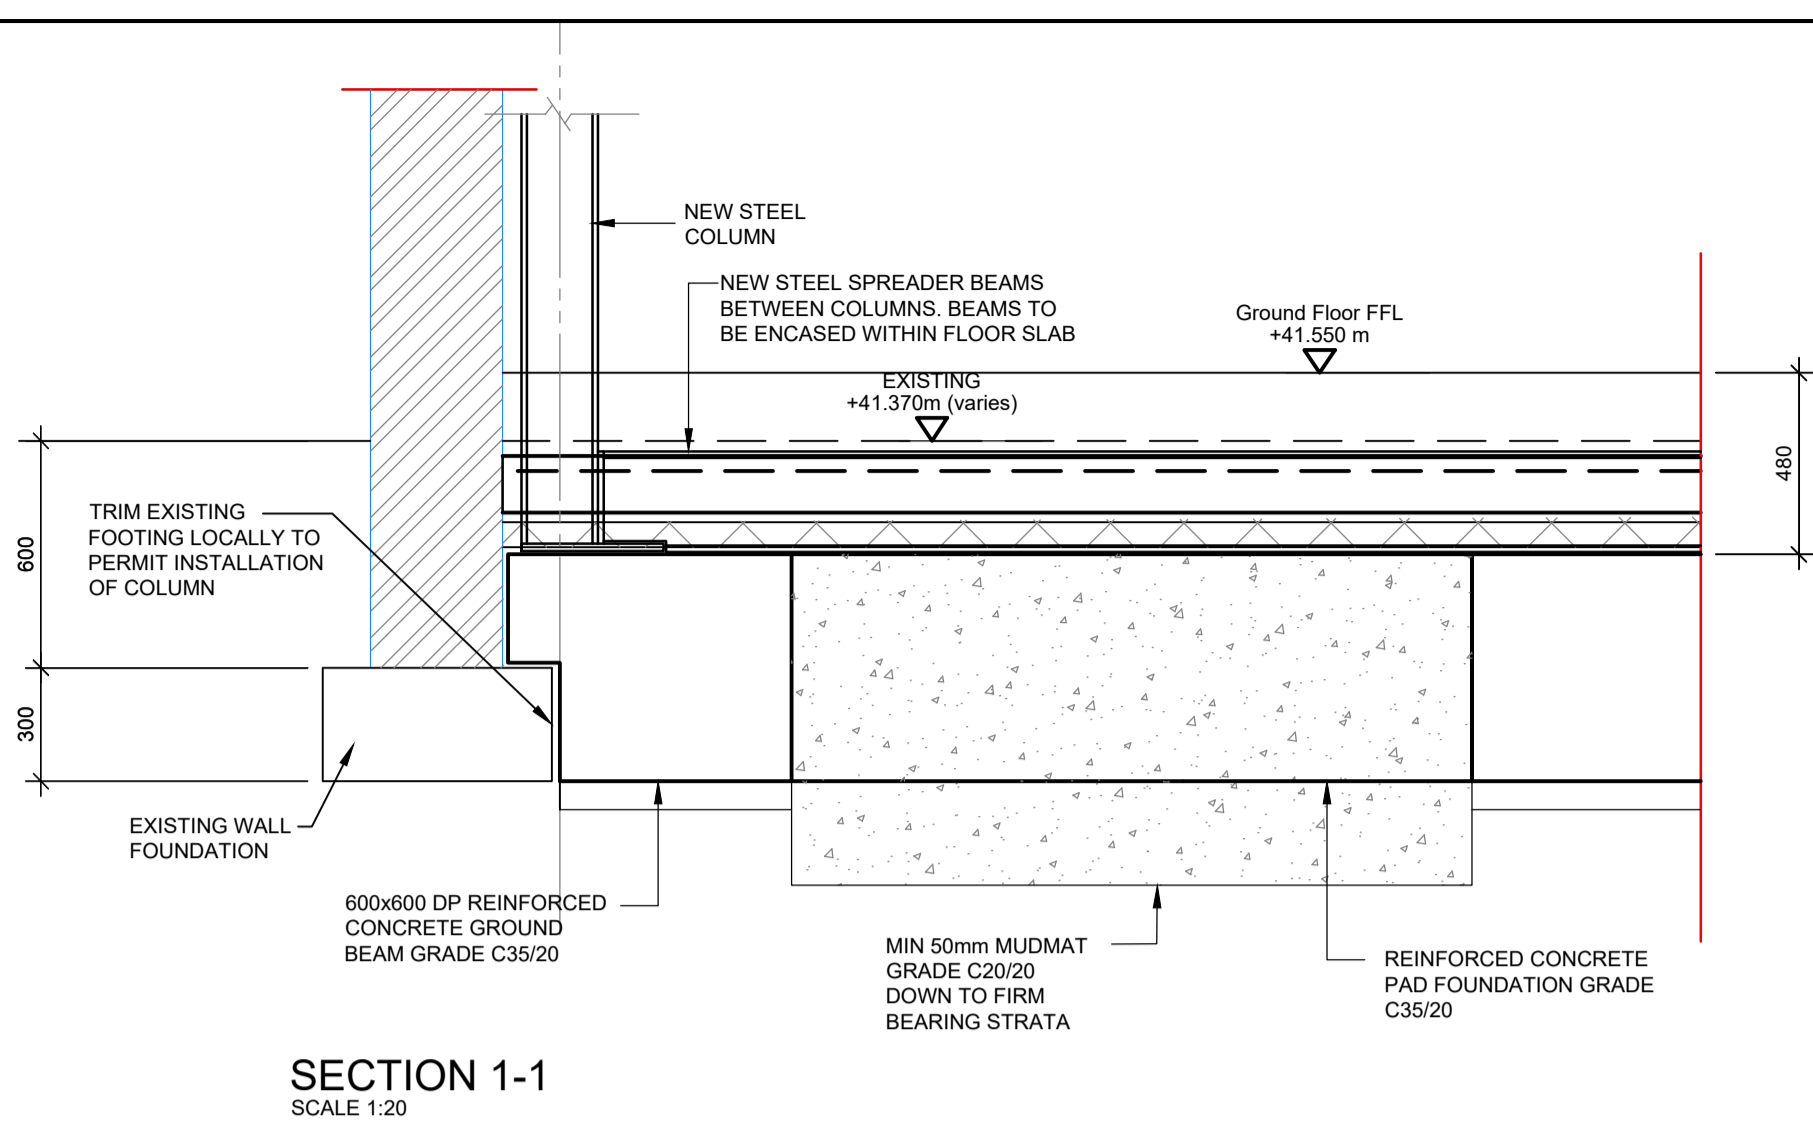 NEW STEEL
COLUMN
NEW STEEL SPREADER BEAMS
BETWEEN COLUMNS. BEAMS TO
BE ENCASED WITHIN FLOOR SLAB
Ground Floor FFL
+41.550 m
EXISTING
+41.370m (varies)
480
TRIM EXISTING
FOOTING LOCALLY TO
PERMIT INSTALLATION
OF COLUMN
600
300
EXISTING WALL
FOUNDATION
600x600 DP REINFORCED
CONCRETE GROUND
BEAM GRADE C35/20
MIN 50mm MUDMAT
GRADE C20/20
DOWN TO FIRM
BEARING STRATA
REINFORCED CONCRETE
PAD FOUNDATION GRADE
C35/20
SECTION 1-1
SCALE 1:20